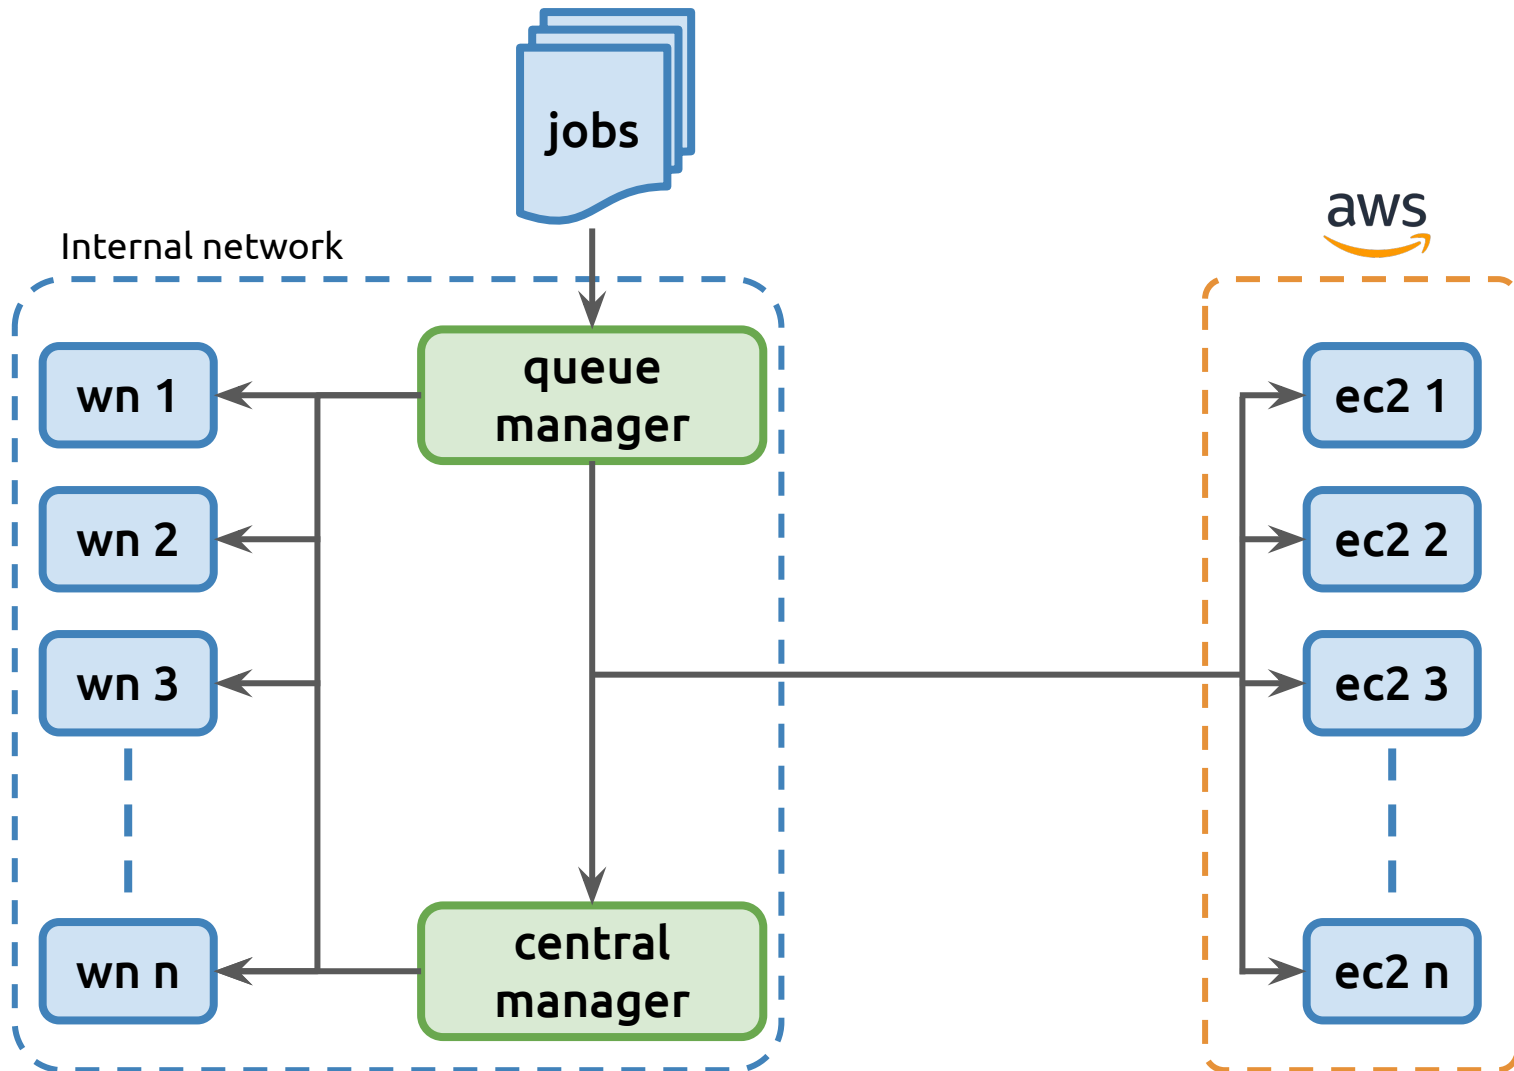 jobs
aws
Internal network
queue
manager
wn 1
ec2 1
wn 2
ec2 2
wn 3
ec2 3
central
manager
wn n
ec2 n